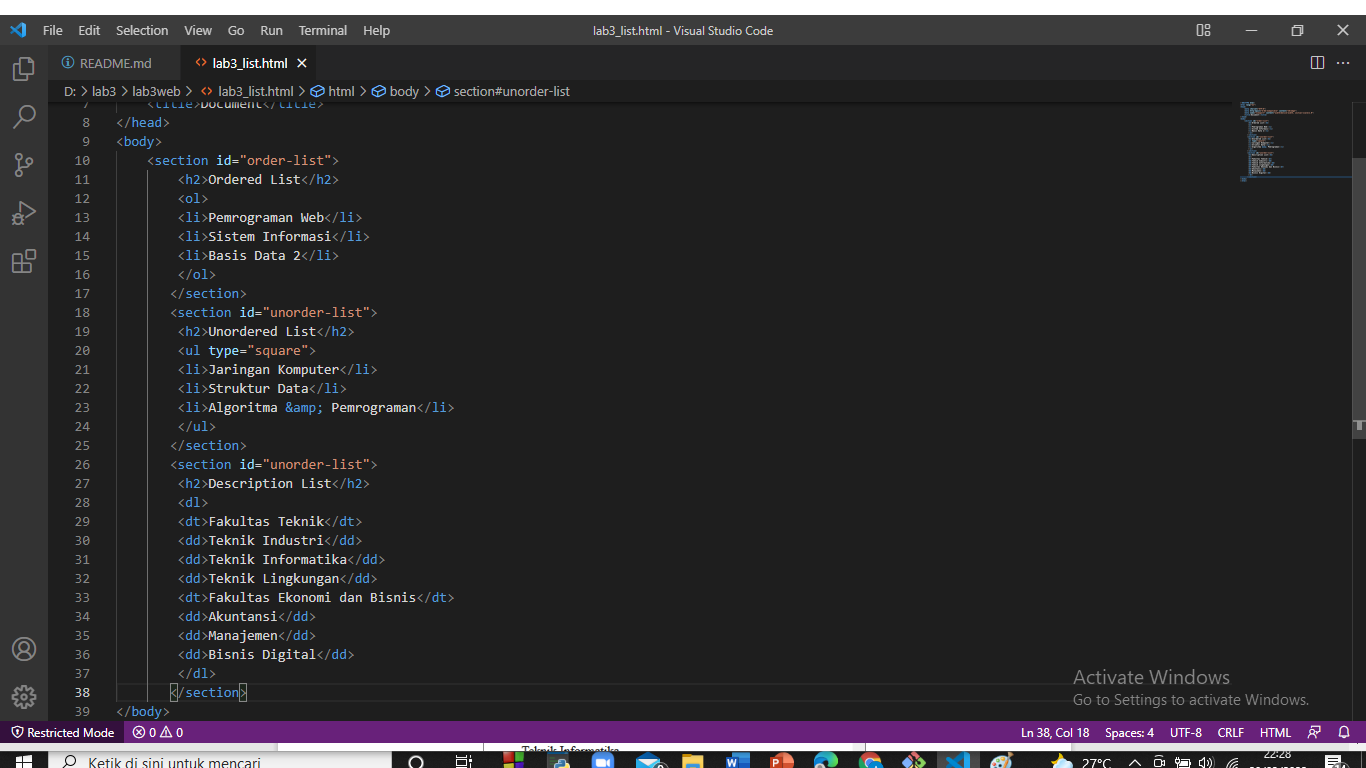 File Edit Selection View Go Run Terminal Help lab3_list.html - Visual Studio Code
README.md lab3_list.html
D: > lab3 > lab3web > lab3_list.html > html > body > section#unorder-list
7 <title>Document</title>
8 </head>
9 <body>
10 <section id="order-list">
11 <h2>Ordered List</h2>
12 <ol>
13 <li>Pemrograman Web</li>
14 <li>Sistem Informasi</li>
15 <li>Basis Data 2</li>
16 </ol>
17 </section>
18 <section id="unorder-list">
19 <h2>Unordered List</h2>
20 <ul type="square">
21 <li>Jaringan Komputer</li>
22 <li>Struktur Data</li>
23 <li>Algoritma &amp; Pemrograman</li>
24 </ul>
25 </section>
26 <section id="unorder-list">
27 <h2>Description List</h2>
28 <dl>
29 <dt>Fakultas Teknik</dt>
30 <dd>Teknik Industri</dd>
31 <dd>Teknik Informatika</dd>
32 <dd>Teknik Lingkungan</dd>
33 <dt>Fakultas Ekonomi dan Bisnis</dt>
34 <dd>Akuntansi</dd>
35 <dd>Manajemen</dd>
36 <dd>Bisnis Digital</dd>
37 </dl>
38 </section>
39 </body>
Activate Windows
Go to Settings to activate Windows.
Restricted Mode 0 0 Ln 38, Col 18 Spaces: 4 UTF-8 CRLF HTML
Teknik Informatika
Ketik di sini untuk mencari 27°C 22:28